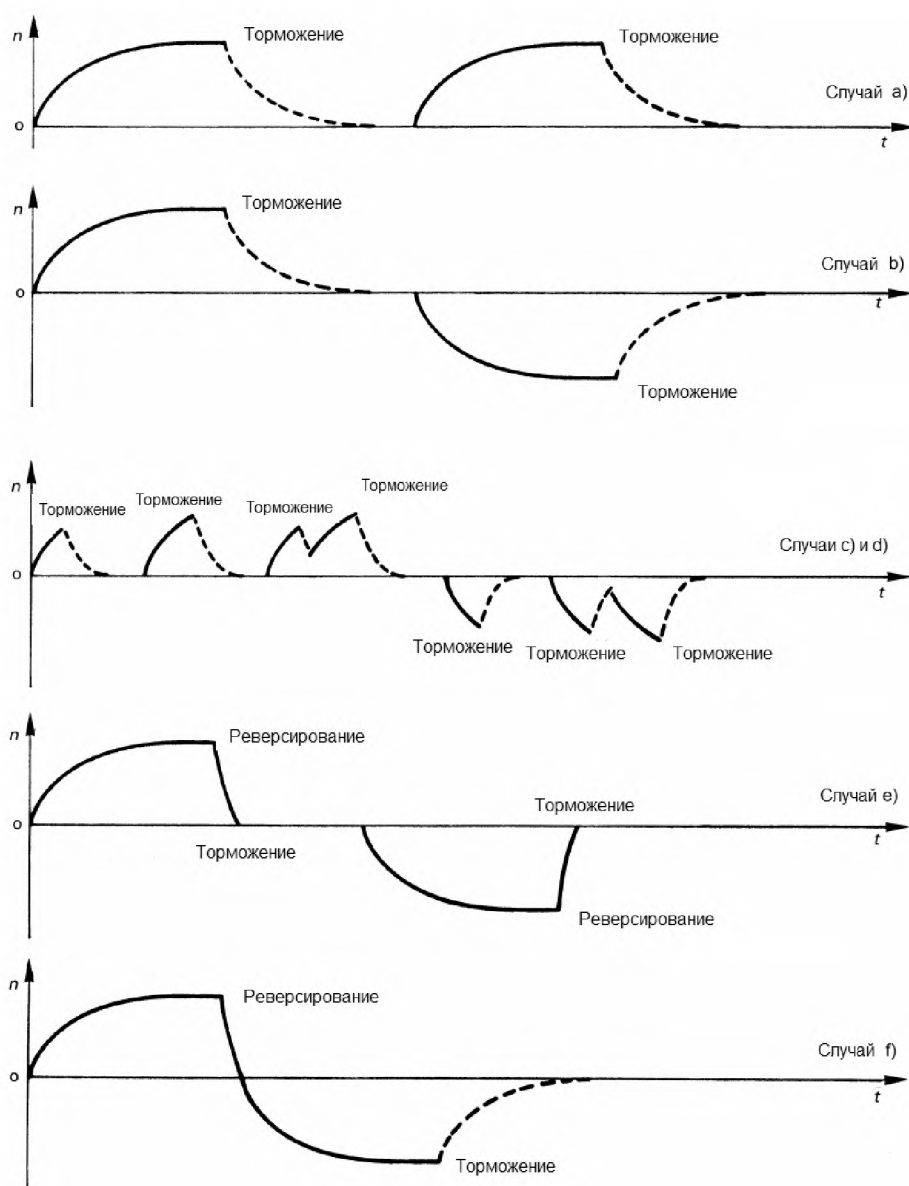 n
Торможение
Торможение
Случай a)
o
t
n
Торможение
Случай b)
o
t
Торможение
n
Торможение
Торможение
Торможение
Торможение
Случаи c) и d)
o
t
Торможение
Торможение
Торможение
n
Реверсирование
Случай e)
Торможение
o
t
Торможение
Реверсирование
n
Реверсирование
Случай f)
o
t
Торможение